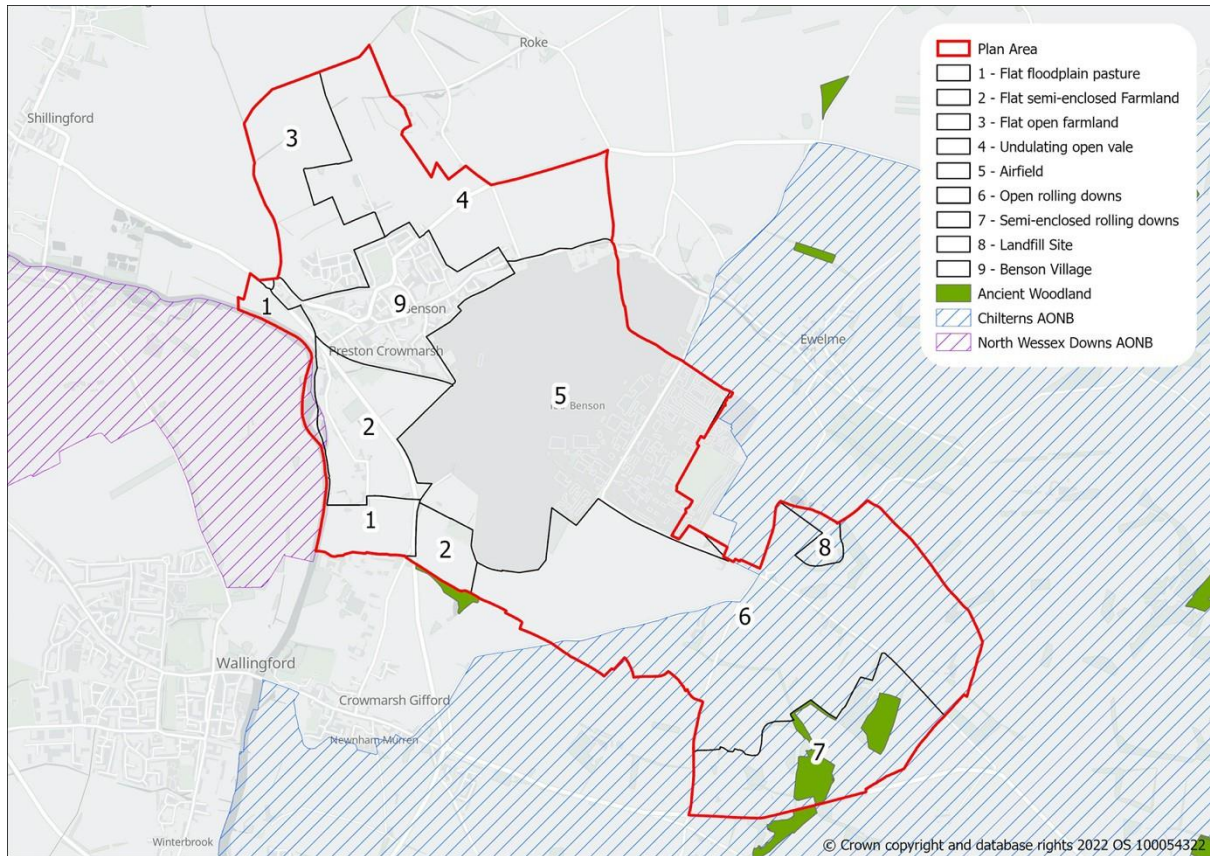 Roke
Shillingford
3
4
1
9
Benson
Preston Crowmarsh
Ewelme
5
Benson
2
1
2
8
6
Wallingford
Crowmarsh Gifford
Newnham Murren
7
Winterbrook
Plan Area
1 - Flat floodplain pasture
2 - Flat semi-enclosed Farmland
3 - Flat open farmland
4 - Undulating open vale
5 - Airfield
6 - Open rolling downs
7 - Semi-enclosed rolling downs
8 - Landfill Site
9 - Benson Village
Ancient Woodland
Chilterns AONB
North Wessex Downs AONB
© Crown copyright and database rights 2022 OS 100054322